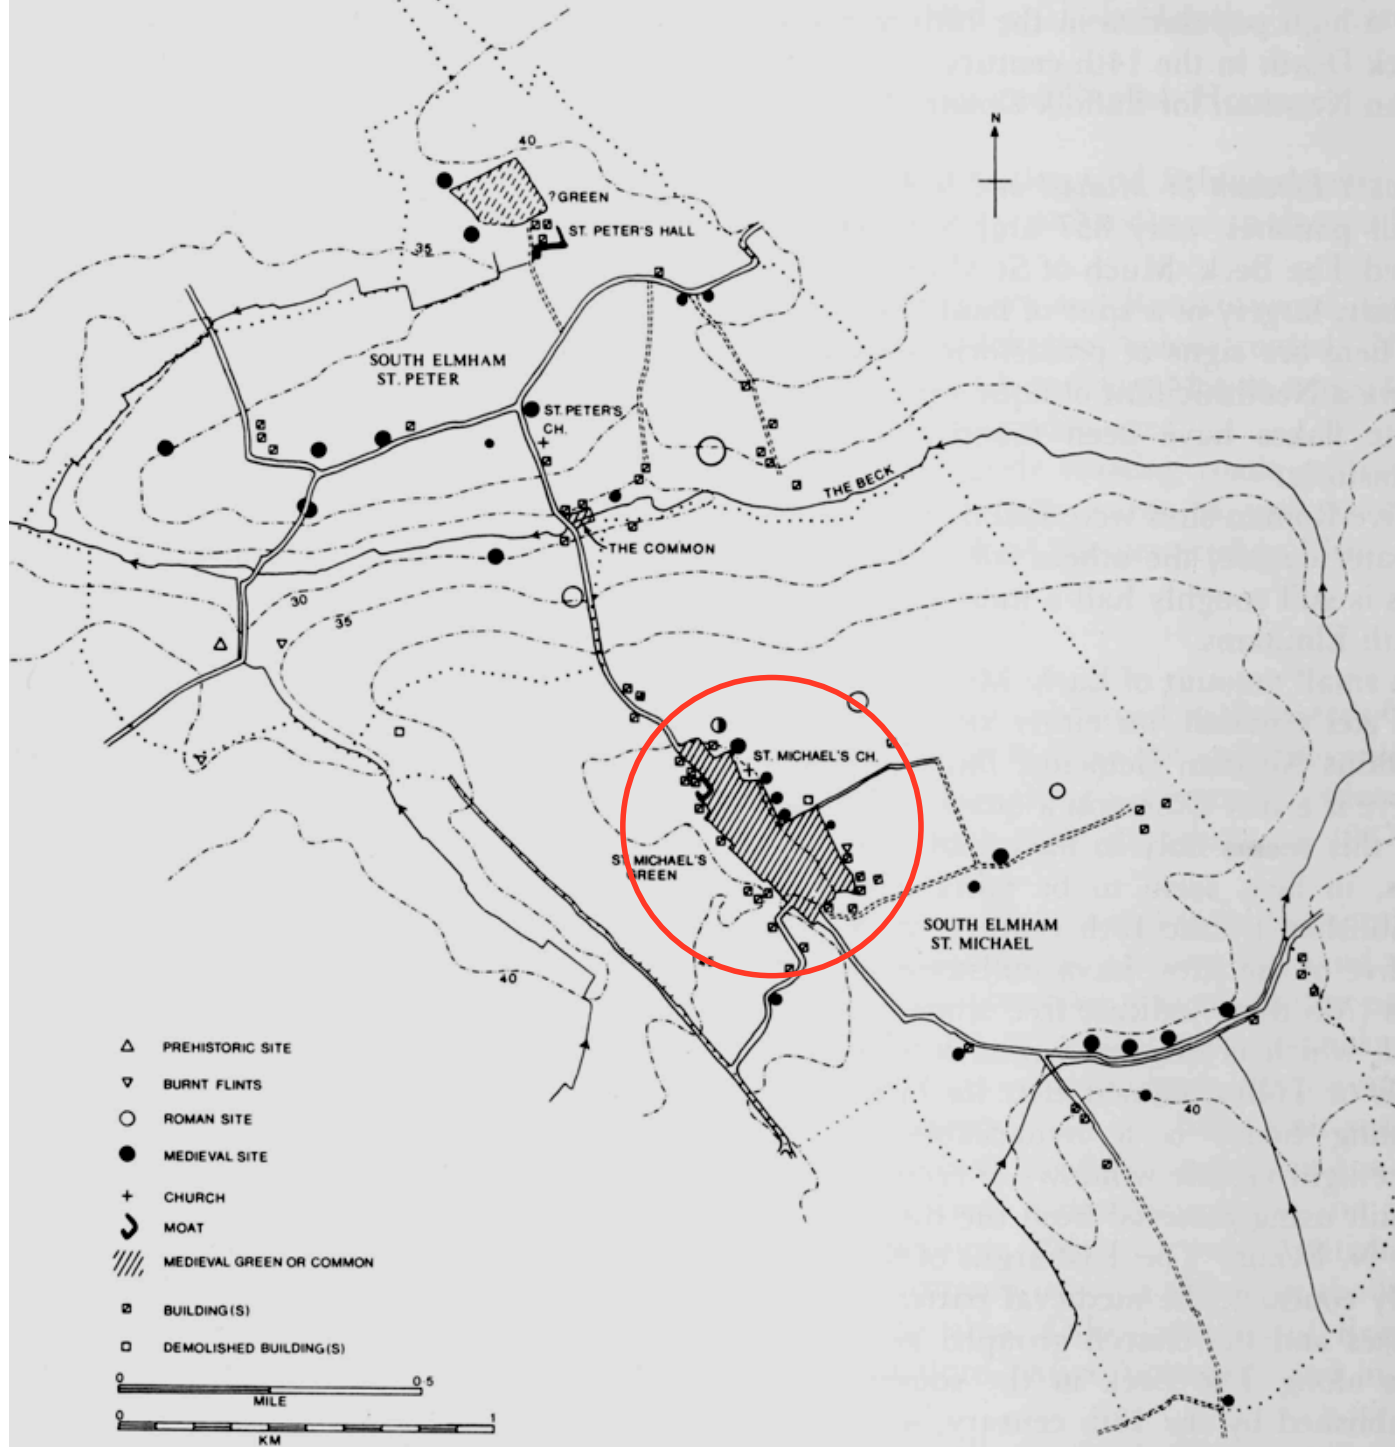 N
40
?GREEN
ST. PETER'S HALL
35
SOUTH ELMHAM
ST. PETER
ST. PETER'S
CH.
THE BECK
THE COMMON
30
35
ST. MICHAEL'S CH.
ST. MICHAEL'S
GREEN
SOUTH ELMHAM
ST. MICHAEL
40
40
PREHISTORIC SITE
BURNT FLINTS
ROMAN SITE
MEDIEVAL SITE
CHURCH
MOAT
MEDIEVAL GREEN OR COMMON
BUILDING(S)
DEMOLISHED BUILDING(S)
0 0·5
MILE
0 1
KM